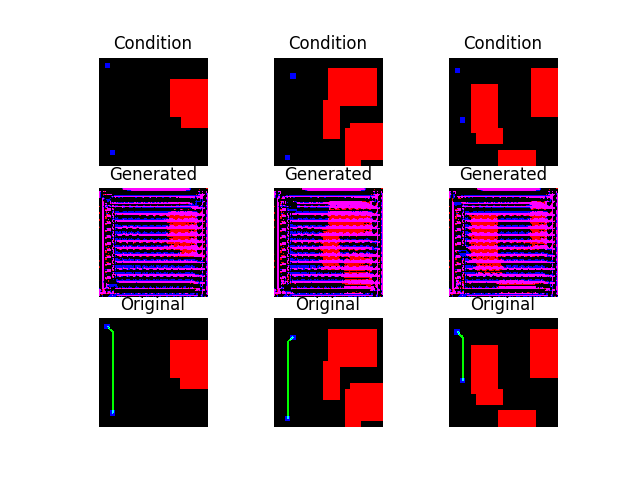 Condition Condition Condition
Generated Generated Generated
Original Original Original